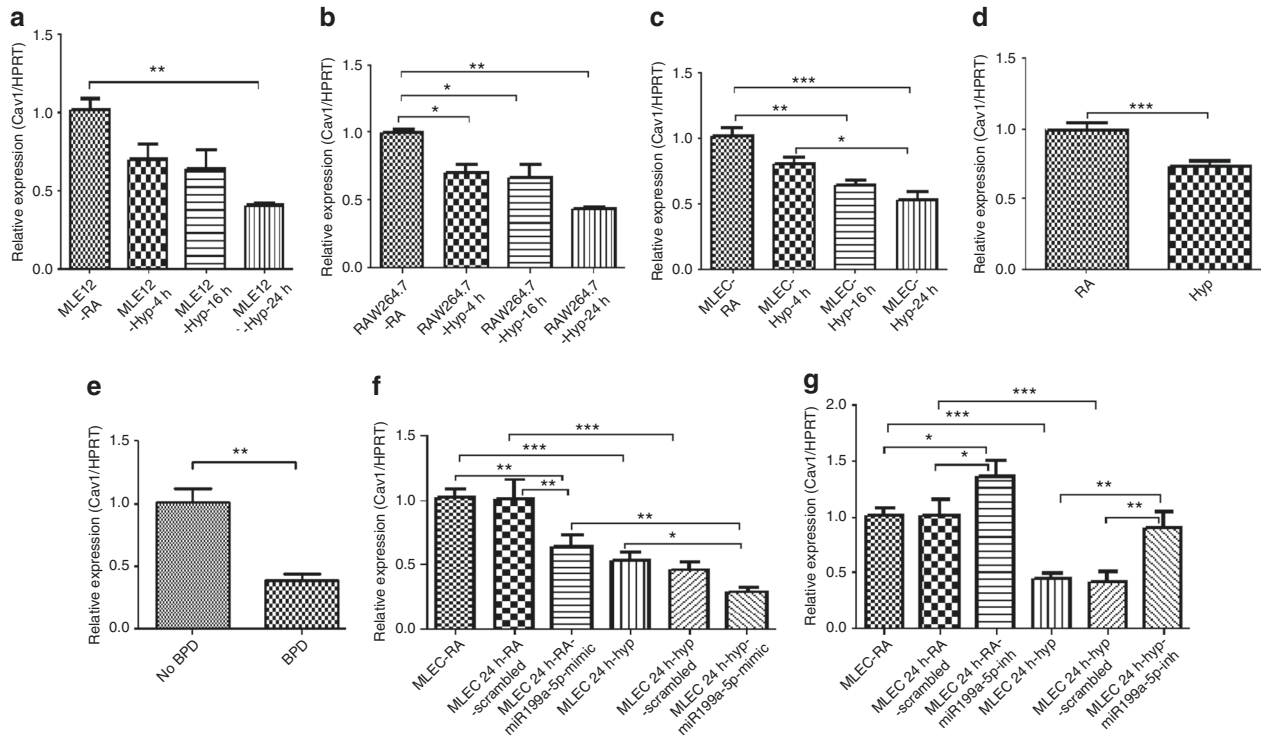 a
Relative expression (Cav1/HPRT)
1.5
1.0
0.5
0.0
**
MLE12
-RA
MLE12
-Hyp-4 h
MLE12
-Hyp-16 h
MLE12
-Hyp-24 h
b
Relative expression (Cav1/HPRT)
1.5
1.0
0.5
0.0
**
*
*
RAW264.7
-RA
RAW264.7
-Hyp-4 h
RAW264.7
-Hyp-16 h
RAW264.7
-Hyp-24 h
c
Relative expression (Cav1/HPRT)
1.5
1.0
0.5
0.0
***
**
*
MLEC-
RA
MLEC-
Hyp-4 h
MLEC-
Hyp-16 h
MLEC-
Hyp-24 h
d
Relative expression (Cav1/HPRT)
1.5
1.0
0.5
0.0
***
RA
Hyp
e
Relative expression (Cav1/HPRT)
1.5
1.0
0.5
0.0
**
No BPD
BPD
f
Relative expression (Cav1/HPRT)
1.5
1.0
0.5
0.0
***
***
**
**
**
*
MLEC-RA
MLEC 24 h-RA
-scrambled
MLEC 24 h-RA-
miR199a-5p-mimic
MLEC 24 h-hyp
MLEC 24 h-hyp
-scrambled
MLEC 24 h-hyp-
miR199a-5p-mimic
g
Relative expression (Cav1/HPRT)
2.0
1.5
1.0
0.5
0.0
***
***
*
*
**
**
MLEC-RA
MLEC 24 h-RA
-scrambled
MLEC 24 h-RA-
miR199a-5p-inh
MLEC 24 h-hyp
MLEC 24 h-hyp
-scrambled
MLEC 24 h-hyp-
miR199a-5p-inh